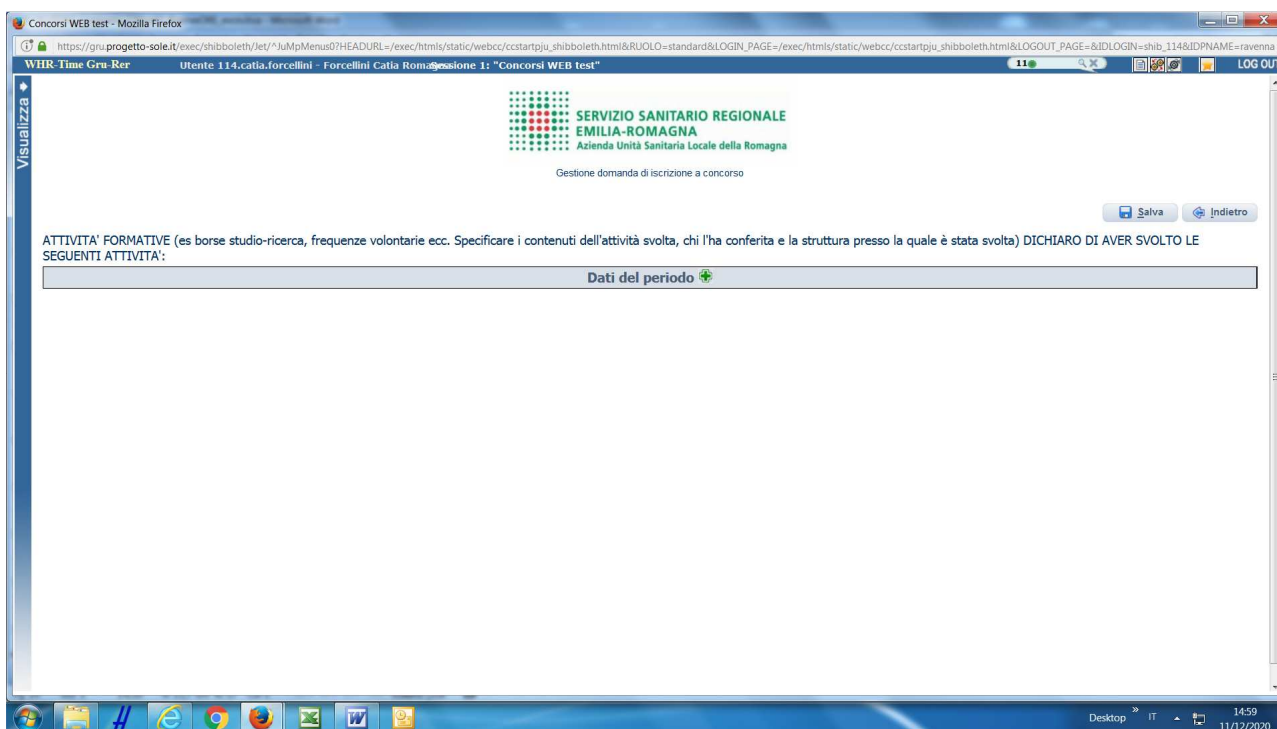 Concorsi WEB test - Mozilla Firefox
https://gru.progetto-sole.it/exec/shibboleth/Jet/^JuMpMenus0?HEADURL=/exec/htmls/static/webcc/ccstartpju_shibboleth.html&RUOLO=standard&LOGIN_PAGE=/exec/htmls/static/webcc/ccstartpju_shibboleth.html&LOGOUT_PAGE=&IDLOGIN=shib_114&IDPNAME=ravenna
WHR-Time Gru-Rer Utente 114.catia.forcellini - Forcellini Catia Sessione 1: "Concorsi WEB test" 11 LOG OUT
Visualizza
SERVIZIO SANITARIO REGIONALE
EMILIA-ROMAGNA
Azienda Unità Sanitaria Locale della Romagna
Gestione domanda di iscrizione a concorso
Salva Indietro
ATTIVITA' FORMATIVE (es borse studio-ricerca, frequenze volontarie ecc. Specificare i contenuti dell'attività svolta, chi l'ha conferita e la struttura presso la quale è stata svolta) DICHIARO DI AVER SVOLTO LE
SEGUENTI ATTIVITA':
Dati del periodo
Desktop » IT 14:59
11/12/2020